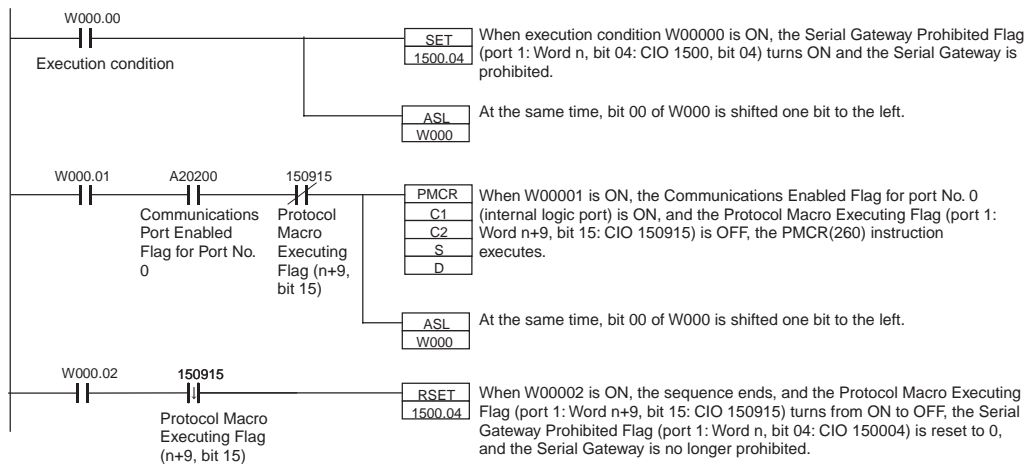 W000.00
Execution condition
SET
1500.04
When execution condition W00000 is ON, the Serial Gateway Prohibited Flag
(port 1: Word n, bit 04: CIO 1500, bit 04) turns ON and the Serial Gateway is
prohibited.
ASL
W000
At the same time, bit 00 of W000 is shifted one bit to the left.
W000.01
A20200
150915
Communications
Port Enabled
Flag for Port No.
0
Protocol
Macro
Executing
Flag (n+9,
bit 15)
PMCR
C1
C2
S
D
When W00001 is ON, the Communications Enabled Flag for port No. 0
(internal logic port) is ON, and the Protocol Macro Executing Flag (port 1:
Word n+9, bit 15: CIO 150915) is OFF, the PMCR(260) instruction
executes.
ASL
W000
At the same time, bit 00 of W000 is shifted one bit to the left.
W000.02
150915
Protocol Macro
Executing Flag
(n+9, bit 15)
RSET
1500.04
When W00002 is ON, the sequence ends, and the Protocol Macro Executing
Flag (port 1: Word n+9, bit 15: CIO 150915) turns from ON to OFF, the Serial
Gateway Prohibited Flag (port 1: Word n, bit 04: CIO 150004) is reset to 0,
and the Serial Gateway is no longer prohibited.